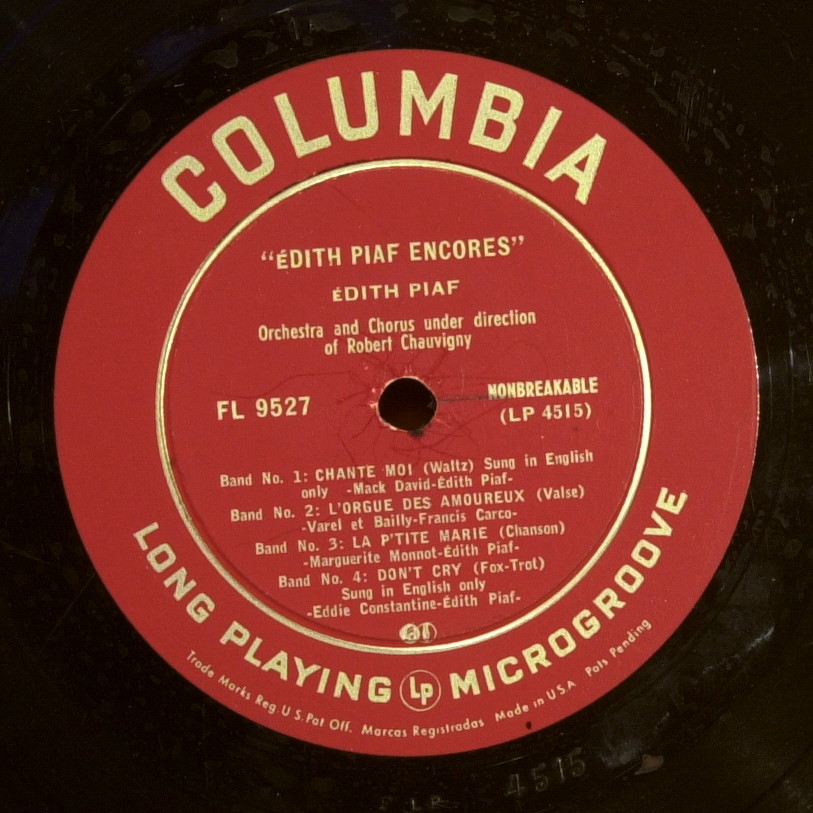 COLUMBIA
"ÉDITH PIAF ENCORES"
ÉDITH PIAF
Orchestra and Chorus under direction
of Robert Chauvigny
FL 9527
NONBREAKABLE
(LP 4515)
Band No. 1: CHANTE MOI (Waltz) Sung in English
only -Mack David-Édith Piaf-
Band No. 2: L'ORGUE DES AMOUREUX (Valse)
-Varel et Bailly-Francis Carco-
Band No. 3: LA P'TITE MARIE (Chanson)
-Marguerite Monnot-Édith Piaf-
Band No. 4: DON'T CRY (Fox-Trot)
Sung in English only
-Eddie Constantine-Édith Piaf-
LONG PLAYING Lp MICROGROOVE
Trade Marks Reg. U.S. Pat Off. Marcas Registradas Made in U.S.A Pats Pending
4515